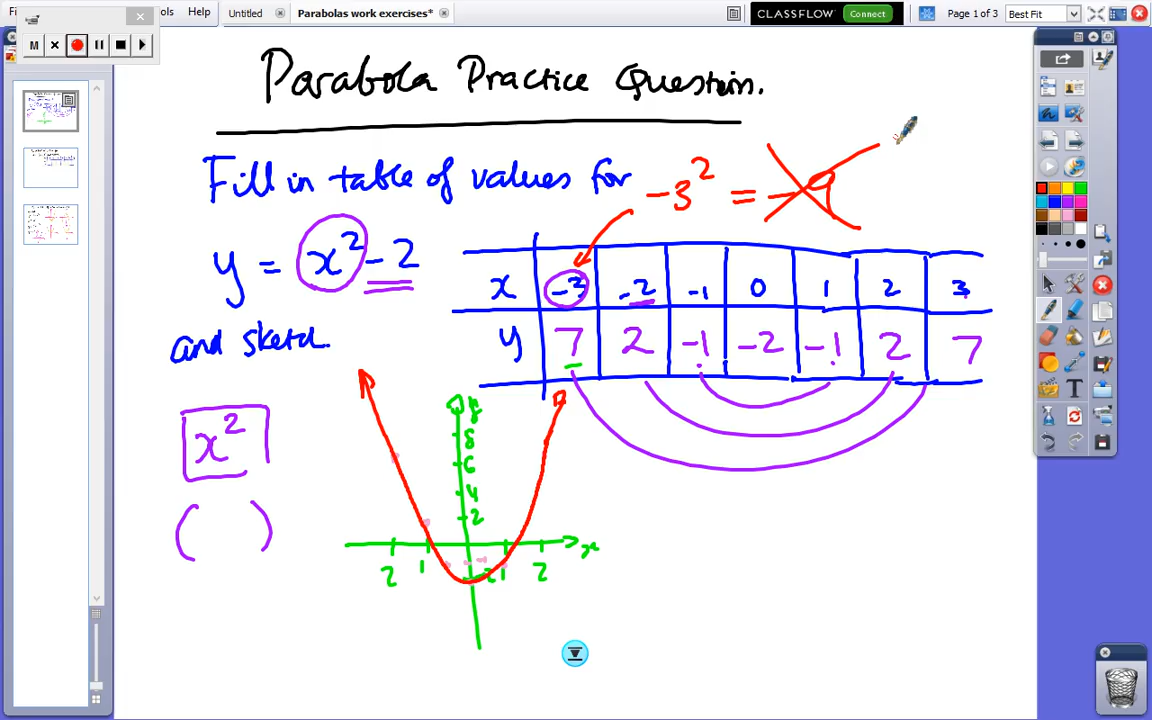 ols Help
Untitled
Parabolas work exercises*
CLASSFLOW Connect
Page 1 of 3
Best Fit
M
Parabola Practice Question.
Fill in table of values for
-3² = -9
y = x² - 2
x -3 -2 -1 0 1 2 3
and sketch.
y 7 2 -1 -2 -1 2 7
x²
( )
y
8
6
4
2
x
2 1 -2 1 2
T